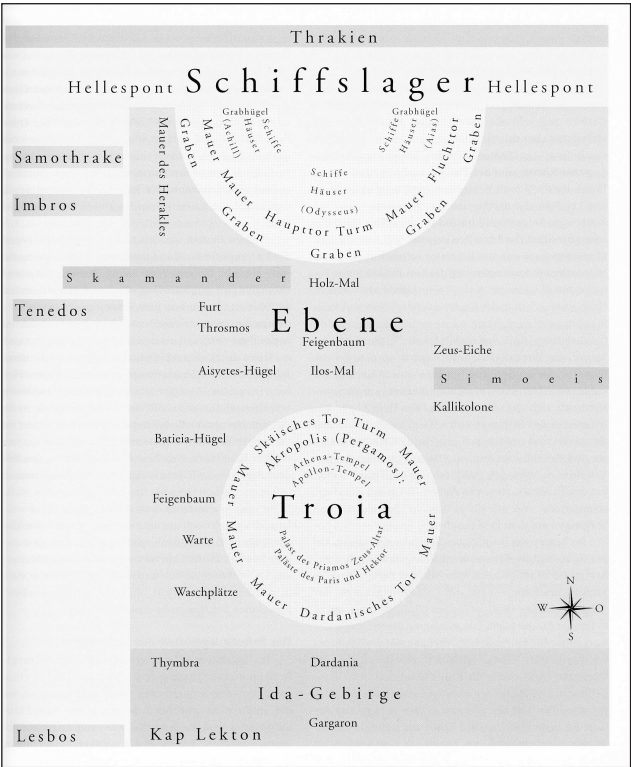 Thrakien
Hellespont Schiffslager Hellespont
Mauer des Herakles
Graben
Mauer
Grabhügel
(Achill)
Häuser
Schiffe
Grabhügel
Schiffe
Häuser
(Aias)
Fluchttor
Graben
Samothrake
Schiffe
Häuser
(Odysseus)
Imbros
Mauer
Haupttor Turm
Mauer
Graben
Graben
Graben
Skamander
Holz-Mal
Tenedos
Furt
Throsmos
Ebene
Feigenbaum
Zeus-Eiche
Aisyetes-Hügel
Ilos-Mal
Simoeis
Kallikolone
Batieia-Hügel
Skäisches Tor Turm
Mauer
Akropolis (Pergamos):
Athena-Tempel
Apollon-Tempel
Mauer
Feigenbaum
Troia
Warte
Mauer
Mauer
Palast des Priamos Zeus-Altar
Paläste des Paris und Hektor
Waschplätze
Mauer
Dardanisches Tor
N
W
O
S
Thymbra
Dardania
Ida-Gebirge
Gargaron
Lesbos
Kap Lekton